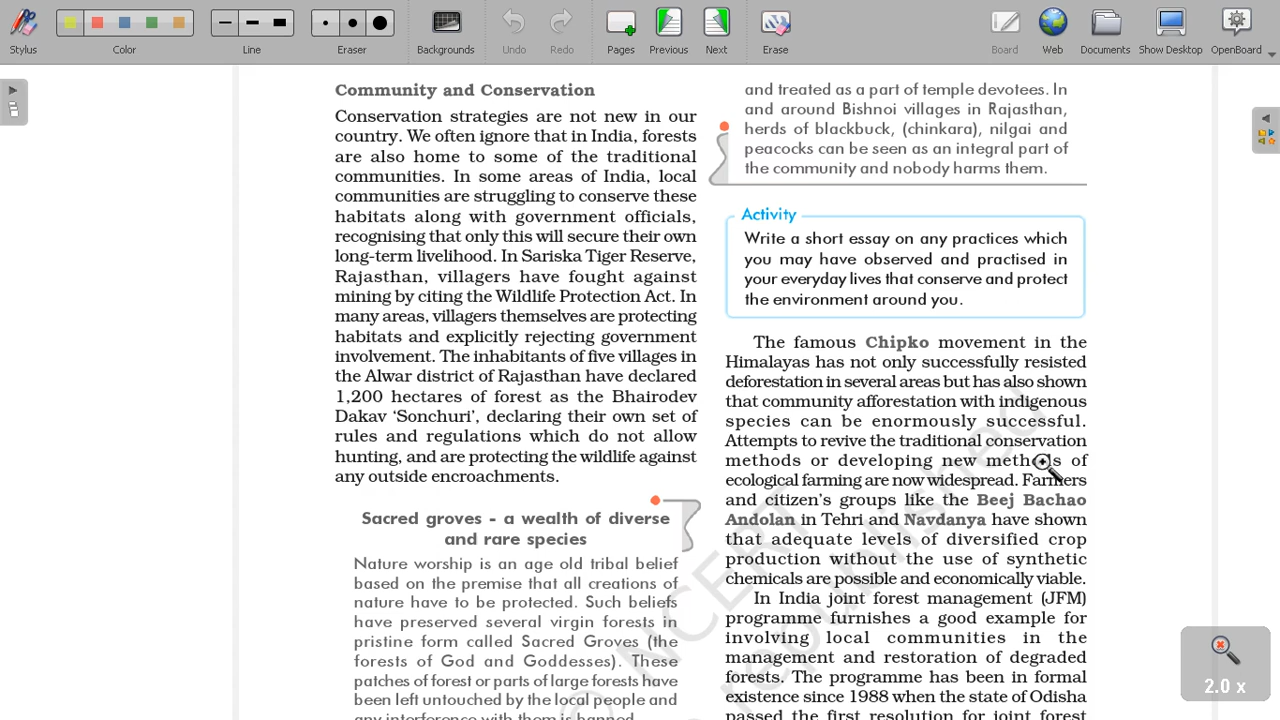 Stylus
Color
Line
Eraser
Backgrounds
Undo
Redo
Pages
Previous
Next
Erase
Board
Web
Documents
Show Desktop
OpenBoard
Community and Conservation
Conservation strategies are not new in our
country. We often ignore that in India, forests
are also home to some of the traditional
communities. In some areas of India, local
communities are struggling to conserve these
habitats along with government officials,
recognising that only this will secure their own
long-term livelihood. In Sariska Tiger Reserve,
Rajasthan, villagers have fought against
mining by citing the Wildlife Protection Act. In
many areas, villagers themselves are protecting
habitats and explicitly rejecting government
involvement. The inhabitants of five villages in
the Alwar district of Rajasthan have declared
1,200 hectares of forest as the Bhairodev
Dakav ‘Sonchuri’, declaring their own set of
rules and regulations which do not allow
hunting, and are protecting the wildlife against
any outside encroachments.
Sacred groves - a wealth of diverse
and rare species
Nature worship is an age old tribal belief
based on the premise that all creations of
nature have to be protected. Such beliefs
have preserved several virgin forests in
pristine form called Sacred Groves (the
forests of God and Goddesses). These
patches of forest or parts of large forests have
been left untouched by the local people and
any interference with them is banned.
and treated as a part of temple devotees. In
and around Bishnoi villages in Rajasthan,
herds of blackbuck, (chinkara), nilgai and
peacocks can be seen as an integral part of
the community and nobody harms them.
Activity
Write a short essay on any practices which
you may have observed and practised in
your everyday lives that conserve and protect
the environment around you.
The famous Chipko movement in the
Himalayas has not only successfully resisted
deforestation in several areas but has also shown
that community afforestation with indigenous
species can be enormously successful.
Attempts to revive the traditional conservation
methods or developing new methods of
ecological farming are now widespread. Farmers
and citizen’s groups like the Beej Bachao
Andolan in Tehri and Navdanya have shown
that adequate levels of diversified crop
production without the use of synthetic
chemicals are possible and economically viable.
In India joint forest management (JFM)
programme furnishes a good example for
involving local communities in the
management and restoration of degraded
forests. The programme has been in formal
existence since 1988 when the state of Odisha
passed the first resolution for joint forest
© NCERT
republished
2.0 x